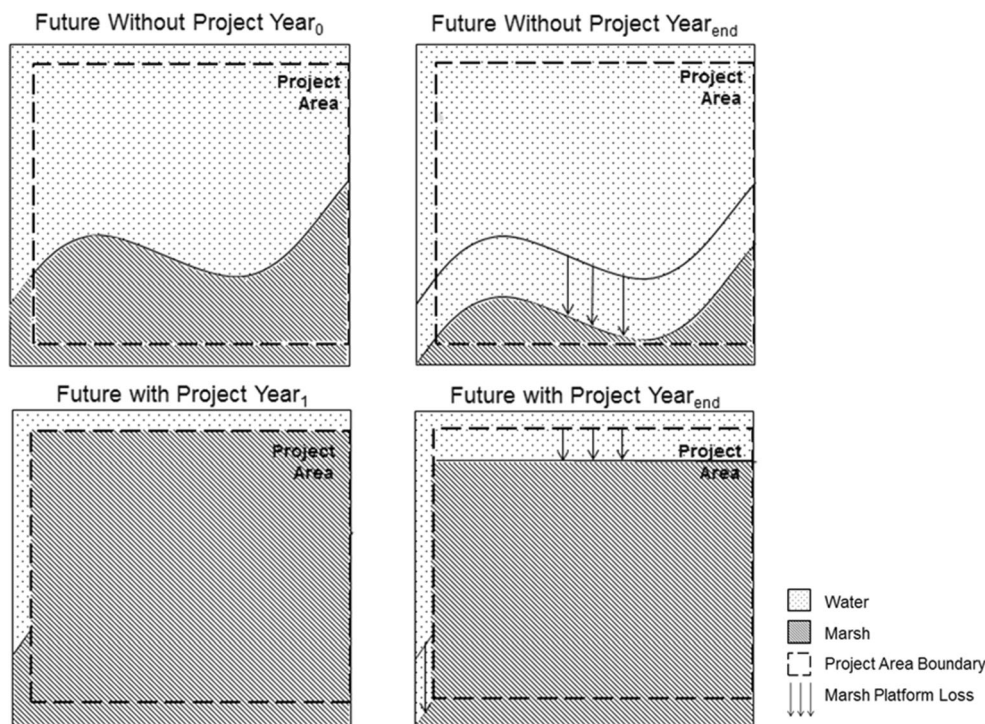 Future Without Project Year₀
Future Without Project Yearₑₙd
Project
Area
Project
Area
Future with Project Year₁
Future with Project Yearₑₙd
Project
Area
Project
Area
Water
Marsh
Project Area Boundary
Marsh Platform Loss